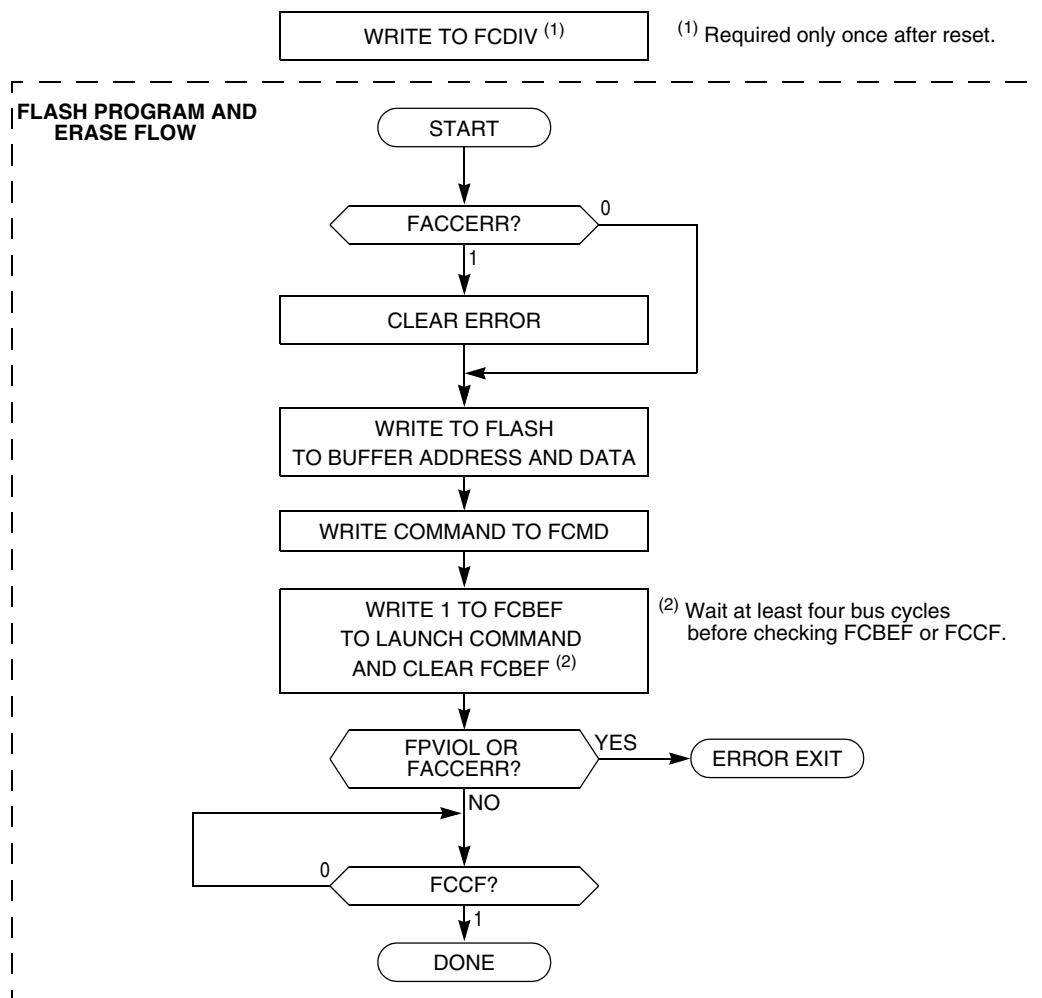 WRITE TO FCDIV (1)
(1) Required only once after reset.
FLASH PROGRAM AND
ERASE FLOW
START
FACCERR?
0
1
CLEAR ERROR
WRITE TO FLASH
TO BUFFER ADDRESS AND DATA
WRITE COMMAND TO FCMD
WRITE 1 TO FCBEF
TO LAUNCH COMMAND
AND CLEAR FCBEF (2)
(2) Wait at least four bus cycles
before checking FCBEF or FCCF.
FPVIOL OR
FACCERR?
YES
ERROR EXIT
NO
0
FCCF?
1
DONE